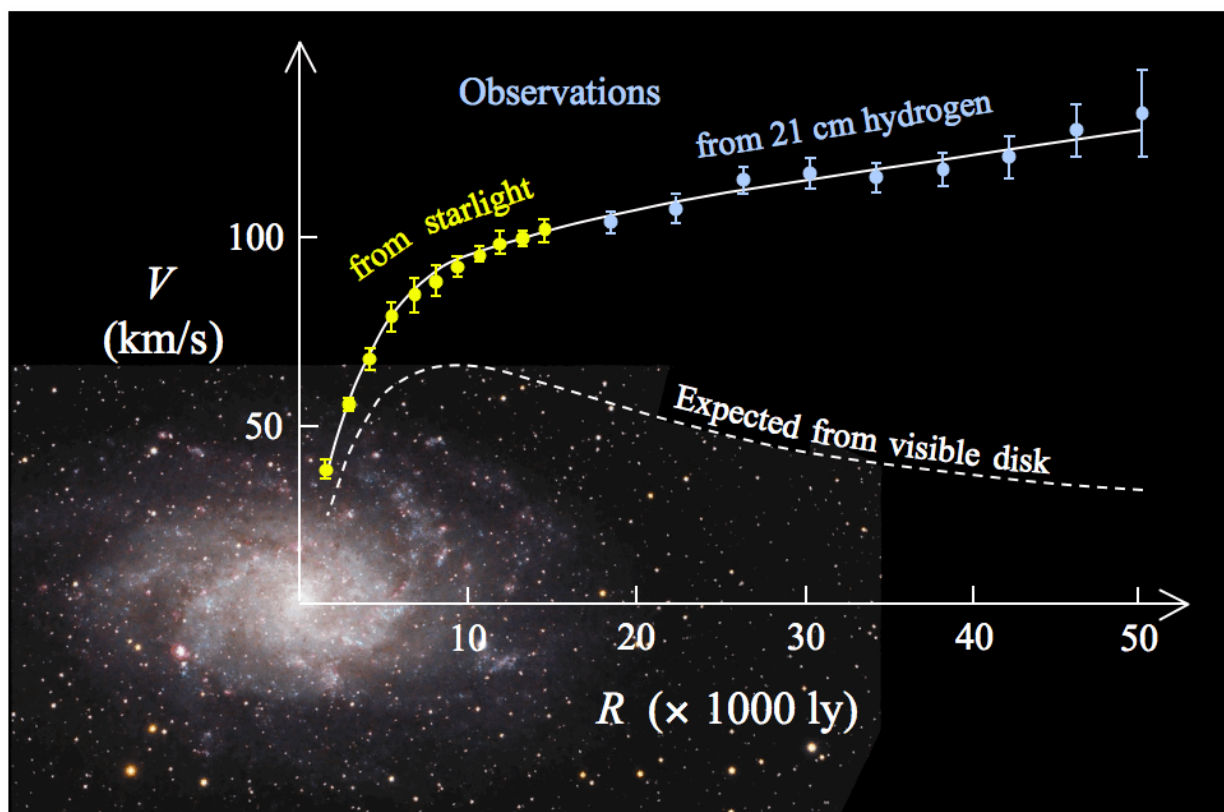 Observations
from 21 cm hydrogen
from starlight
100
V
(km/s)
50
Expected from visible disk
10
20
30
40
50
R (× 1000 ly)